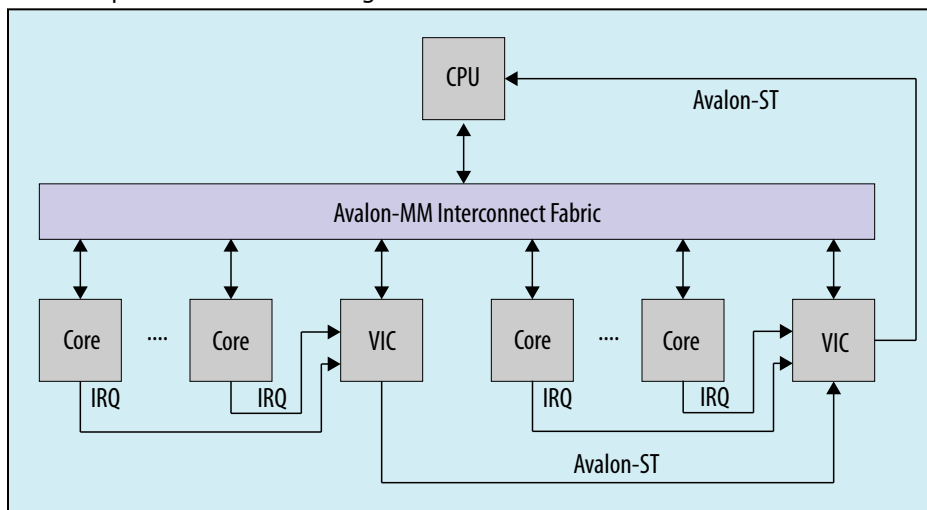 CPU
Avalon-ST
Avalon-MM Interconnect Fabric
Core
....
Core
VIC
Core
....
Core
VIC
IRQ
IRQ
IRQ
IRQ
Avalon-ST